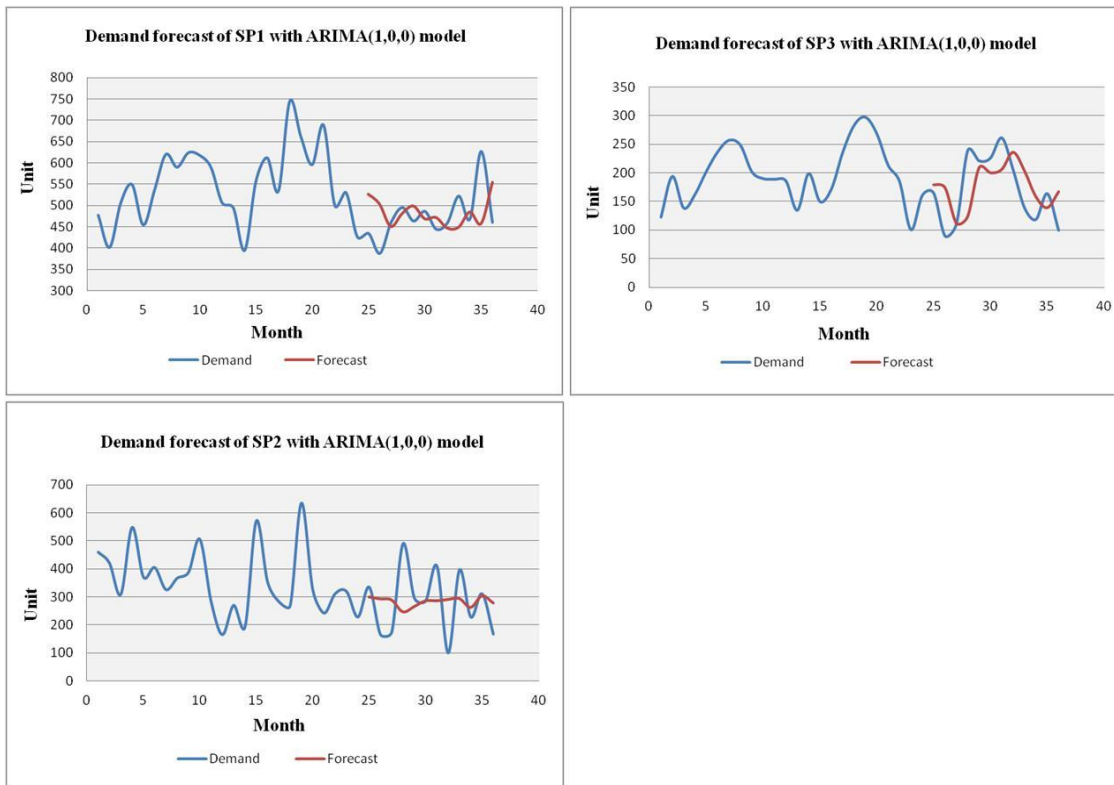 Demand forecast of SP1 with ARIMA(1,0,0) model
800
750
700
650
600
550
500
450
400
350
300
Unit
0 5 10 15 20 25 30 35 40
Month
Demand Forecast
Demand forecast of SP3 with ARIMA(1,0,0) model
350
300
250
200
150
100
50
0
Unit
0 5 10 15 20 25 30 35 40
Month
Demand Forecast
Demand forecast of SP2 with ARIMA(1,0,0) model
700
600
500
400
300
200
100
0
Unit
0 5 10 15 20 25 30 35 40
Month
Demand Forecast